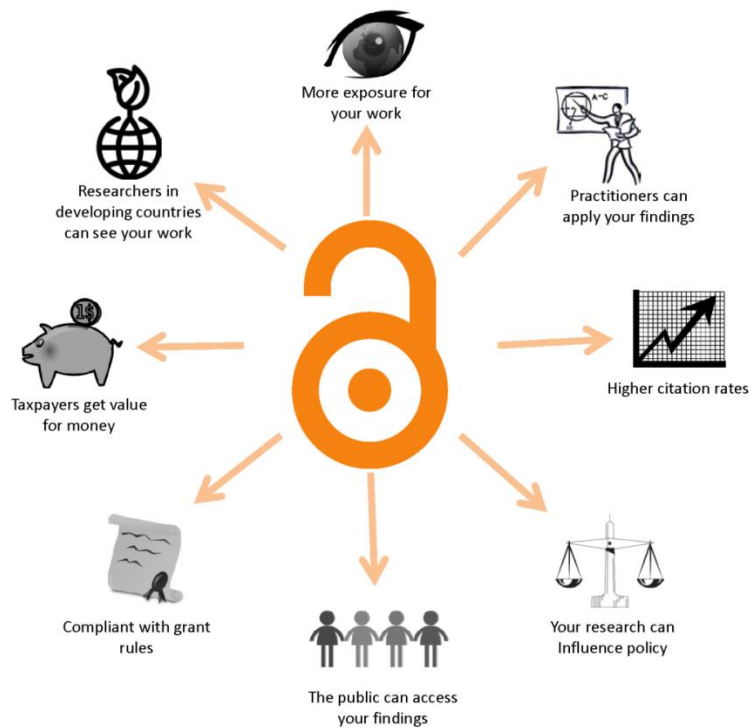 More exposure for
your work
Practitioners can
apply your findings
A-C
Higher citation rates
Your research can
Influence policy
The public can access
your findings
Compliant with grant
rules
Taxpayers get value
for money
1$
Researchers in
developing countries
can see your work